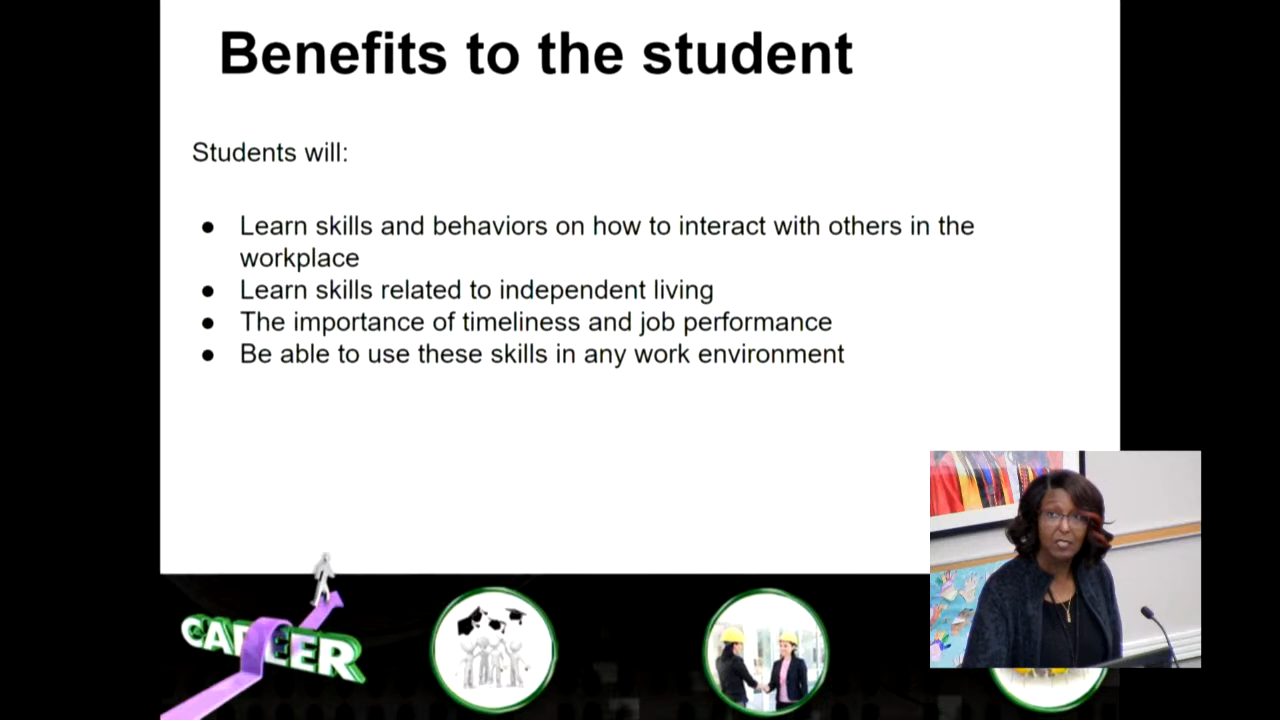 Benefits to the student
Students will:
● Learn skills and behaviors on how to interact with others in the
workplace
● Learn skills related to independent living
● The importance of timeliness and job performance
● Be able to use these skills in any work environment
CAREER